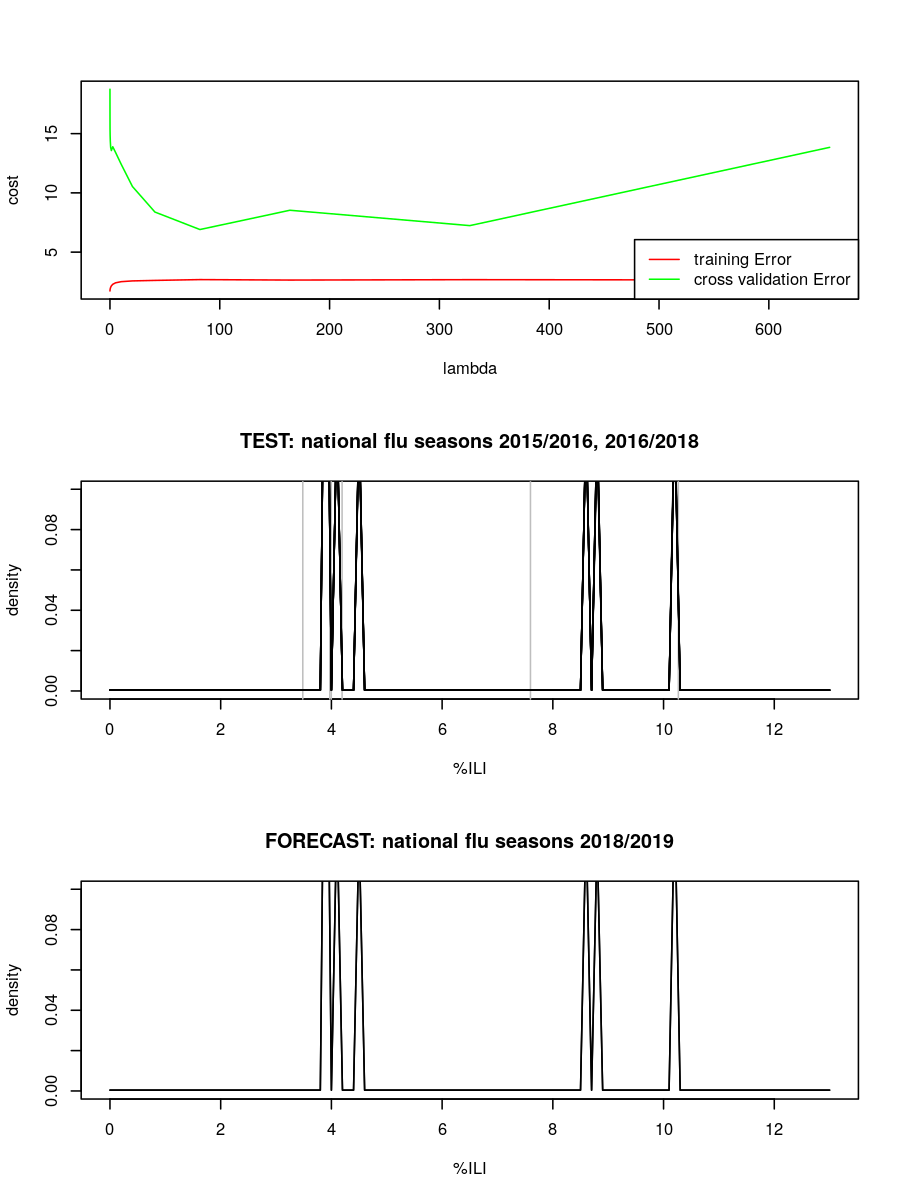 15
10
5
cost
training Error
cross validation Error
0 100 200 300 400 500 600
lambda
TEST: national flu seasons 2015/2016, 2016/2018
0.08
0.04
0.00
density
0 2 4 6 8 10 12
%ILI
FORECAST: national flu seasons 2018/2019
0.08
0.04
0.00
density
0 2 4 6 8 10 12
%ILI